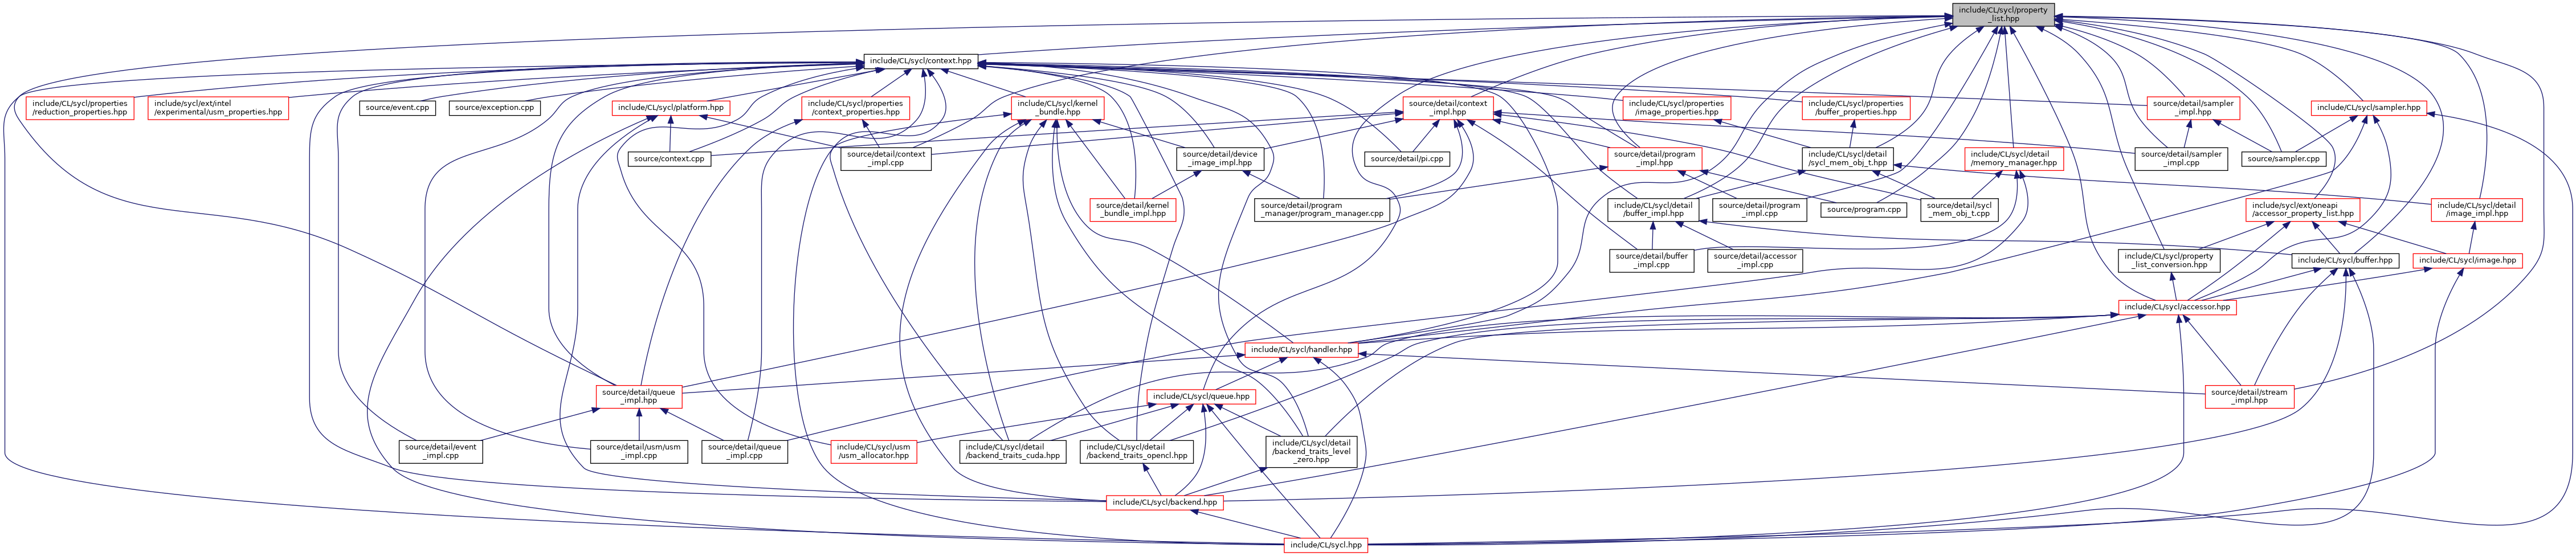 include/CL/sycl/property
_list.hpp
include/CL/sycl/context.hpp
include/CL/sycl/properties
/reduction_properties.hpp
include/sycl/ext/intel
/experimental/usm_properties.hpp
source/event.cpp
source/exception.cpp
include/CL/sycl/platform.hpp
include/CL/sycl/properties
/context_properties.hpp
include/CL/sycl/kernel
_bundle.hpp
source/detail/context
_impl.hpp
include/CL/sycl/properties
/image_properties.hpp
include/CL/sycl/properties
/buffer_properties.hpp
source/detail/sampler
_impl.hpp
include/CL/sycl/sampler.hpp
source/context.cpp
source/detail/context
_impl.cpp
source/detail/device
_image_impl.hpp
source/detail/pi.cpp
source/detail/program
_impl.hpp
include/CL/sycl/detail
/sycl_mem_obj_t.hpp
include/CL/sycl/detail
/memory_manager.hpp
source/detail/sampler
_impl.cpp
source/sampler.cpp
source/detail/kernel
_bundle_impl.hpp
source/detail/program
_manager/program_manager.cpp
include/CL/sycl/detail
/buffer_impl.hpp
source/detail/program
_impl.cpp
source/program.cpp
source/detail/sycl
_mem_obj_t.cpp
include/sycl/ext/oneapi
/accessor_property_list.hpp
include/CL/sycl/detail
/image_impl.hpp
source/detail/buffer
_impl.cpp
source/detail/accessor
_impl.cpp
include/CL/sycl/property
_list_conversion.hpp
include/CL/sycl/buffer.hpp
include/CL/sycl/image.hpp
include/CL/sycl/accessor.hpp
include/CL/sycl/handler.hpp
source/detail/queue
_impl.hpp
include/CL/sycl/queue.hpp
source/detail/stream
_impl.hpp
source/detail/event
_impl.cpp
source/detail/usm/usm
_impl.cpp
source/detail/queue
_impl.cpp
include/CL/sycl/usm
/usm_allocator.hpp
include/CL/sycl/detail
/backend_traits_cuda.hpp
include/CL/sycl/detail
/backend_traits_opencl.hpp
include/CL/sycl/detail
/backend_traits_level
_zero.hpp
include/CL/sycl/backend.hpp
include/CL/sycl.hpp